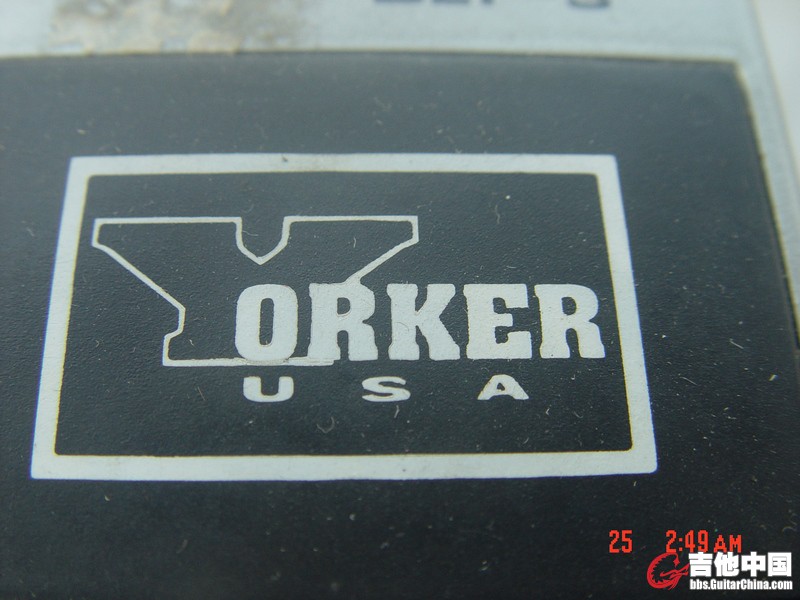 YORKER
USA
25 2:49 AM
吉他中国
bbs.GuitarChina.com